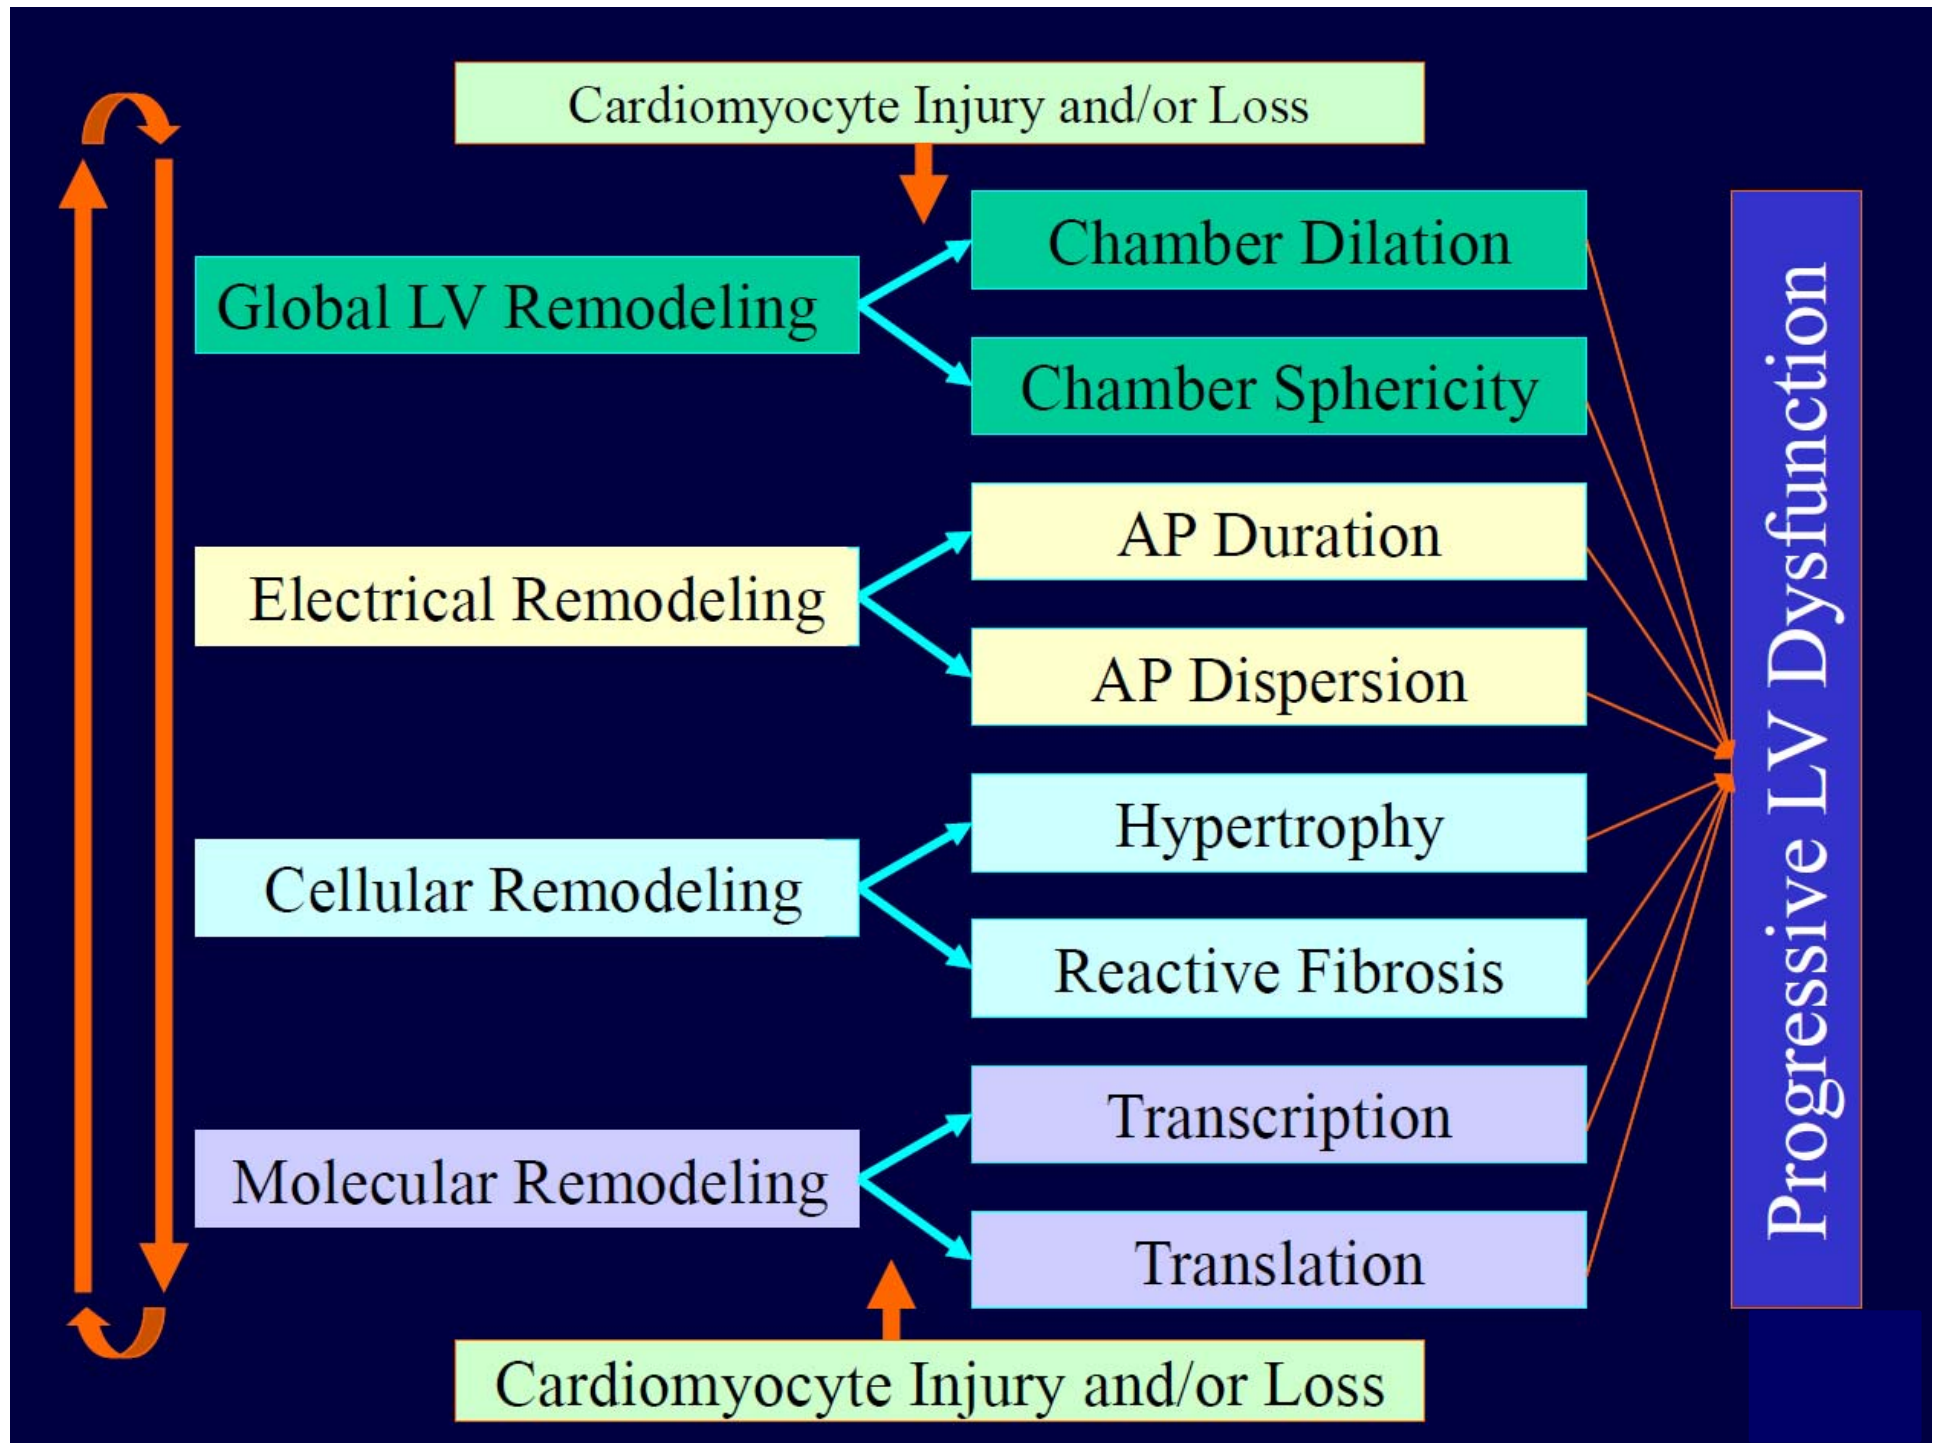 Cardiomyocyte Injury and/or Loss
Global LV Remodeling
Chamber Dilation
Chamber Sphericity
Electrical Remodeling
AP Duration
AP Dispersion
Cellular Remodeling
Hypertrophy
Reactive Fibrosis
Molecular Remodeling
Transcription
Translation
Cardiomyocyte Injury and/or Loss
Progressive LV Dysfunction